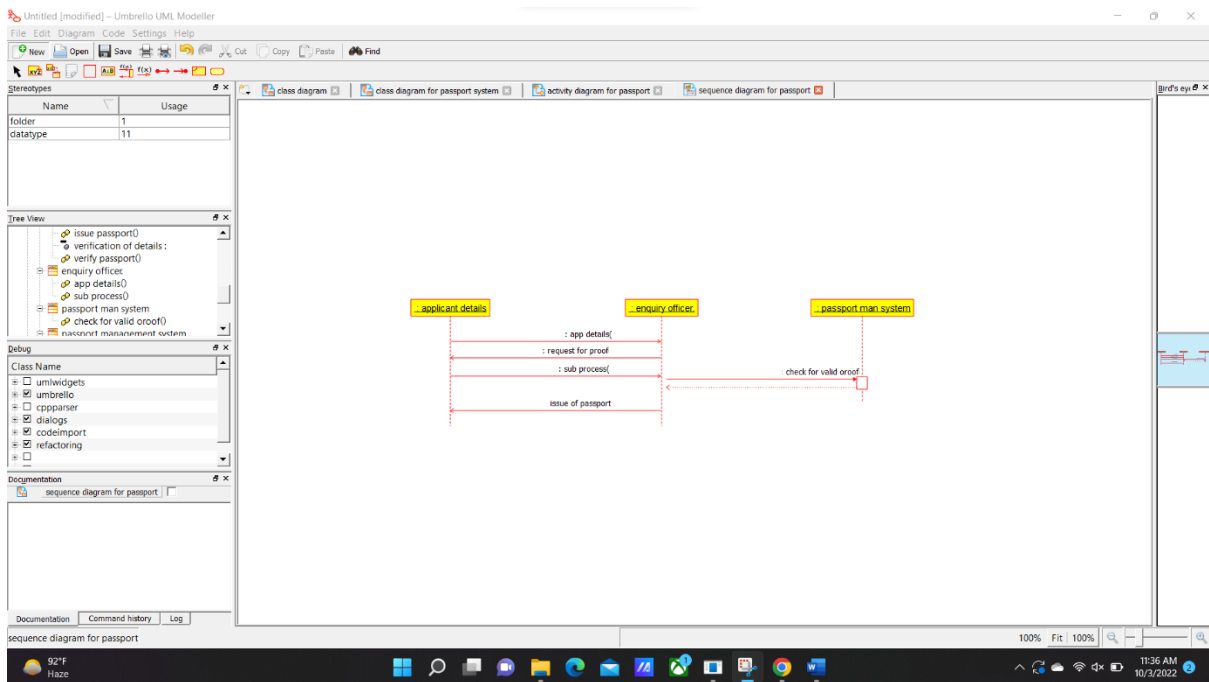 Untitled [modified] – Umbrello UML Modeller
File Edit Diagram Code Settings Help
New Open Save Cut Copy Paste Find
Stereotypes
Name Usage
folder 1
datatype 11
Tree View
issue passport()
verification of details :
verify passport()
enquiry officer.
app details()
sub process()
passport man system
check for valid oroof()
passport management system
Debug
Class Name
umlwidgets
umbrello
cppparser
dialogs
codeimport
refactoring
Documentation
sequence diagram for passport
Documentation Command history Log
class diagram class diagram for passport system activity diagram for passport sequence diagram for passport
: applicant details : enquiry officer. : passport man system
: app details(
: request for proof
: sub process(
: check for valid oroof
issue of passport
Bird's eye
sequence diagram for passport
100% Fit 100%
92°F
Haze
11:36 AM
10/3/2022
2